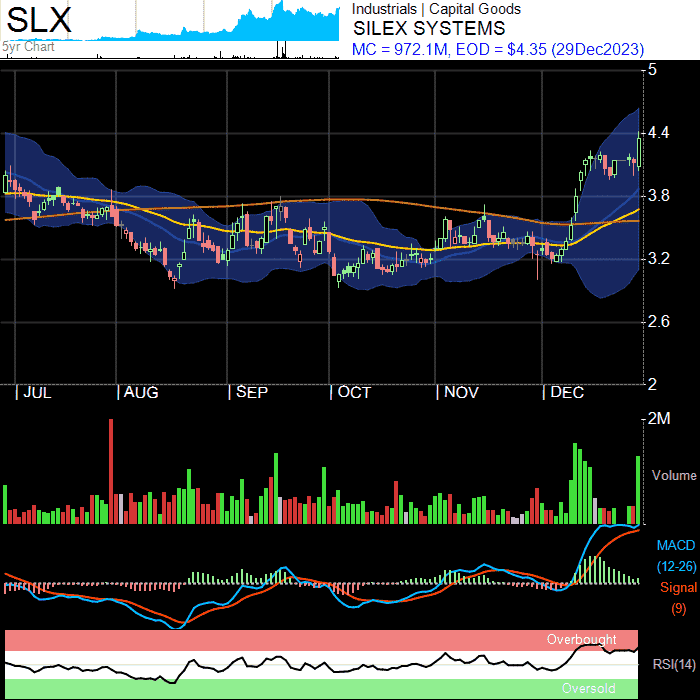 SLX
5yr Chart
Industrials | Capital Goods
SILEX SYSTEMS
MC = 972.1M, EOD = $4.35 (29Dec2023)
5
4.4
3.8
3.2
2.6
2
| JUL | AUG | SEP | OCT | NOV | DEC
2M
Volume
MACD
(12-26)
Signal
(9)
Overbought
RSI(14)
Oversold